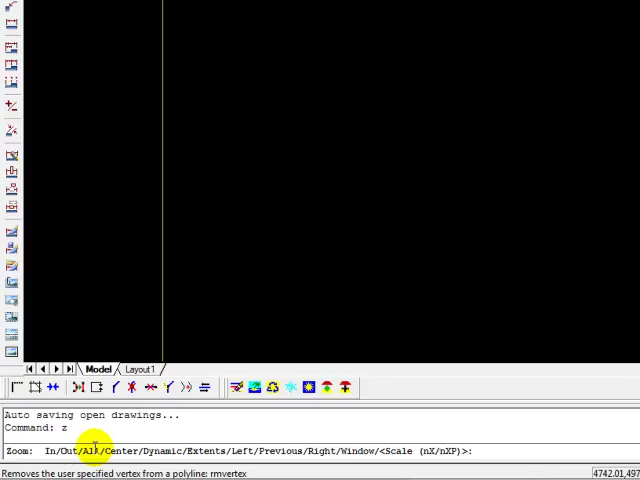 Model
Layout1
Auto saving open drawings...
Command: z
Zoom: In/Out/All/Center/Dynamic/Extents/Left/Previous/Right/Window/<Scale (nX/nXP)>:
Removes the user specified vertex from a polyline: rmvertex
4742.01,497